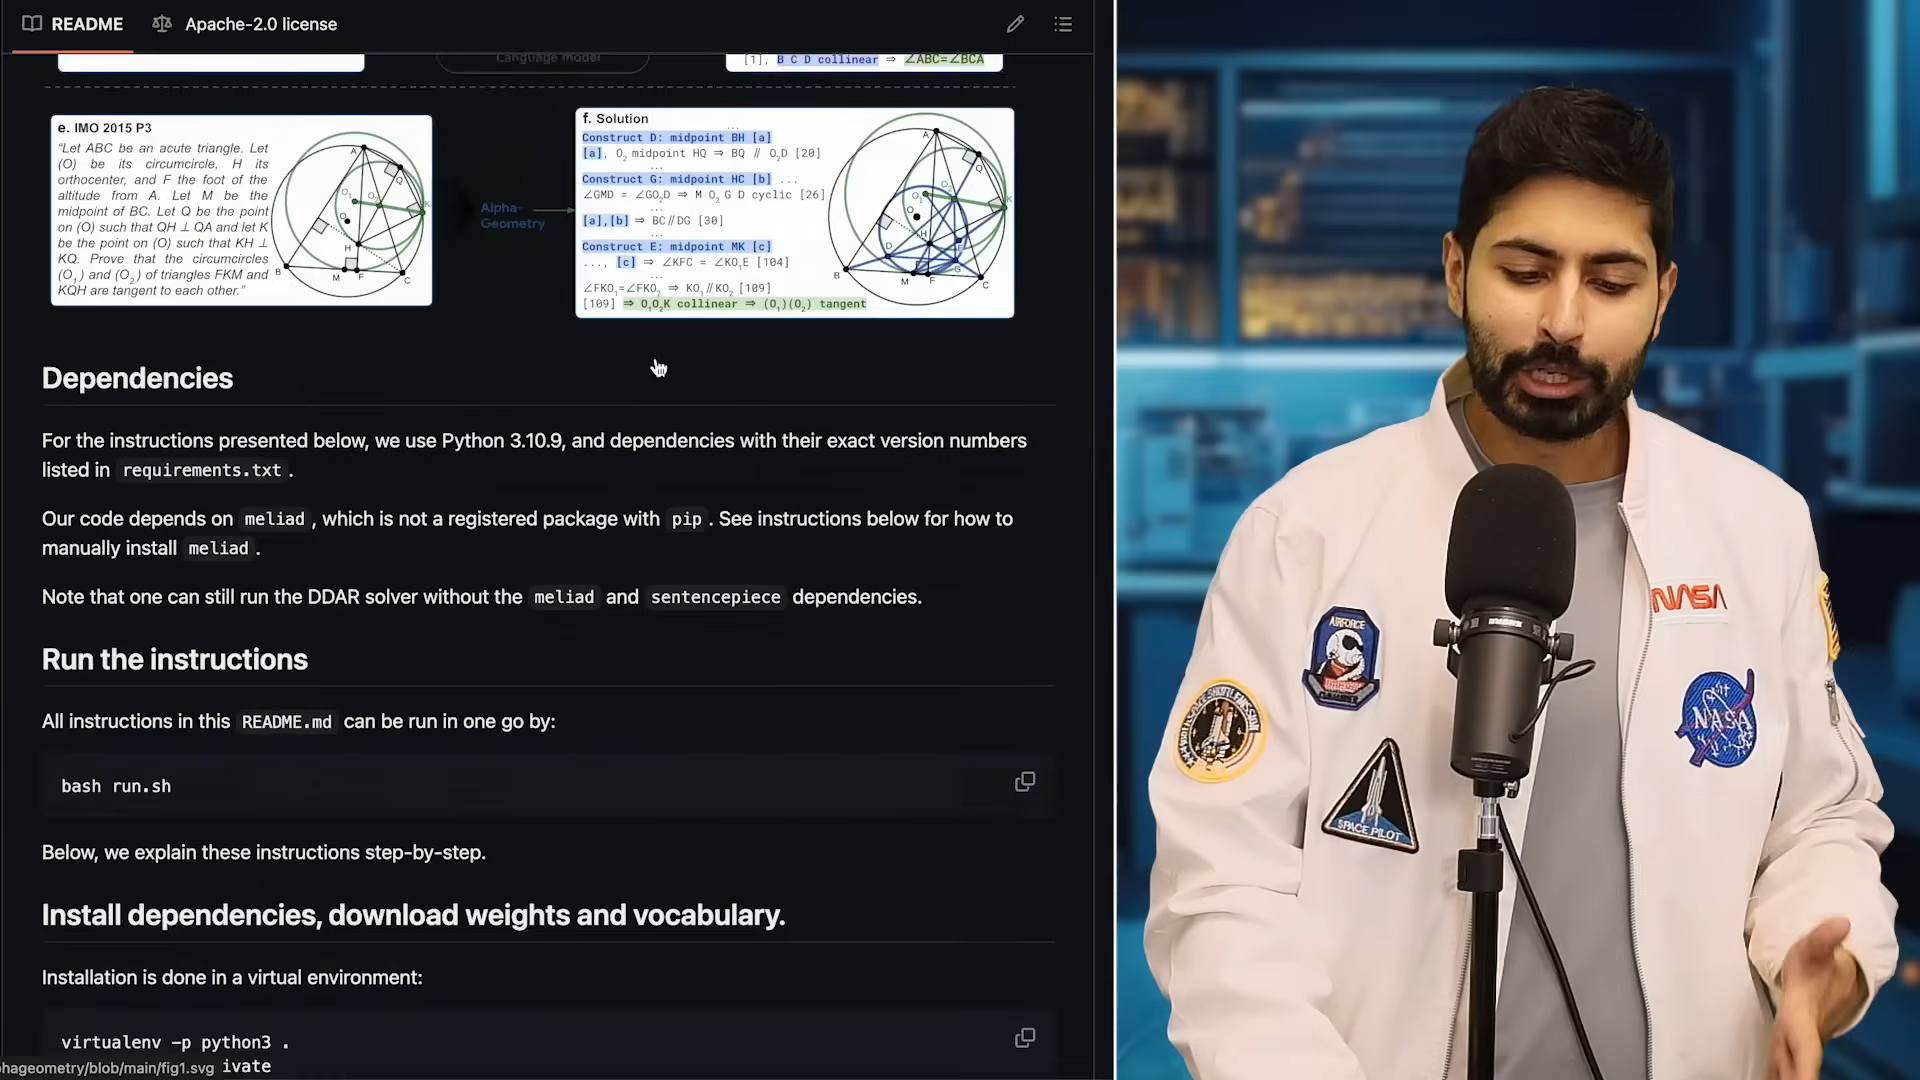 README
Apache-2.0 license
Language model
[1], B C D collinear ⇒ ∠ABC=∠BCA
e. IMO 2015 P3
“Let ABC be an acute triangle. Let
(O) be its circumcircle, H its
orthocenter, and F the foot of the
altitude from A. Let M be the
midpoint of BC. Let Q be the point
on (O) such that QH ⊥ QA and let K
be the point on (O) such that KH ⊥
KQ. Prove that the circumcircles
(O₁) and (O₂) of triangles FKM and
KQH are tangent to each other.”
A
Q
O₁
O
K
H
B
M
F
C
Alpha-
Geometry
f. Solution
...
Construct D: midpoint BH [a]
[a], O₂ midpoint HQ ⇒ BQ // O₂D [20]
...
Construct G: midpoint HC [b] ...
∠GMD = ∠GO₂D ⇒ M O₂ G D cyclic [26]
...
[a],[b] ⇒ BC//DG [30]
...
Construct E: midpoint MK [c]
..., [c] ⇒ ∠KFC = ∠KO₁E [104]
...
∠FKO₁=∠FKO₂ ⇒ KO₁//KO₂ [109]
[109] ⇒ O₁O₂K collinear ⇒ (O₁)(O₂) tangent
A
Q
O₁
O
K
H
D
E
G
B
M
F
C
Dependencies
For the instructions presented below, we use Python 3.10.9, and dependencies with their exact version numbers
listed in requirements.txt.
Our code depends on meliad, which is not a registered package with pip. See instructions below for how to
manually install meliad.
Note that one can still run the DDAR solver without the meliad and sentencepiece dependencies.
Run the instructions
All instructions in this README.md can be run in one go by:
bash run.sh
Below, we explain these instructions step-by-step.
Install dependencies, download weights and vocabulary.
Installation is done in a virtual environment:
virtualenv -p python3 .
hageometry/blob/main/fig1.svg ivate
AIRFORCE
SPACE PILOT
NASA
NASA